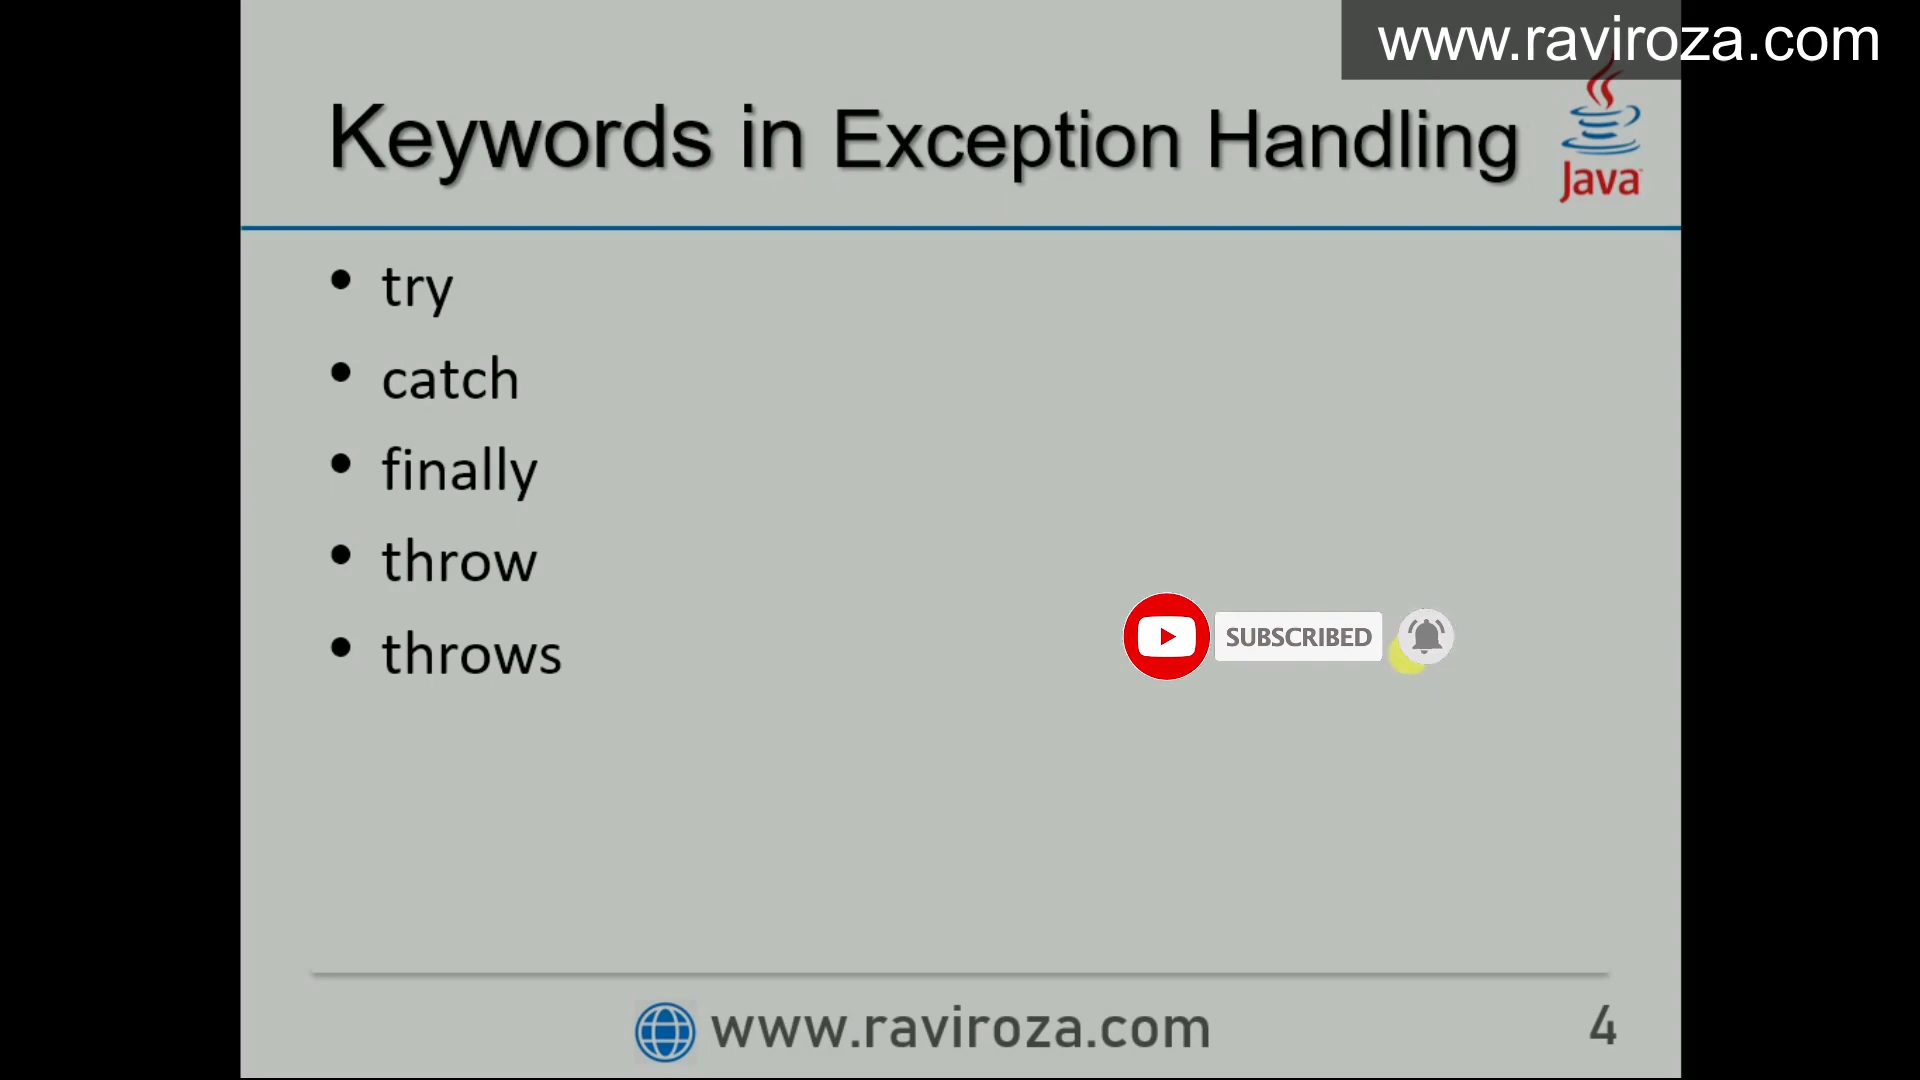 www.raviroza.com
Keywords in Exception Handling
Java
• try
• catch
• finally
• throw
• throws
SUBSCRIBED
www.raviroza.com
4